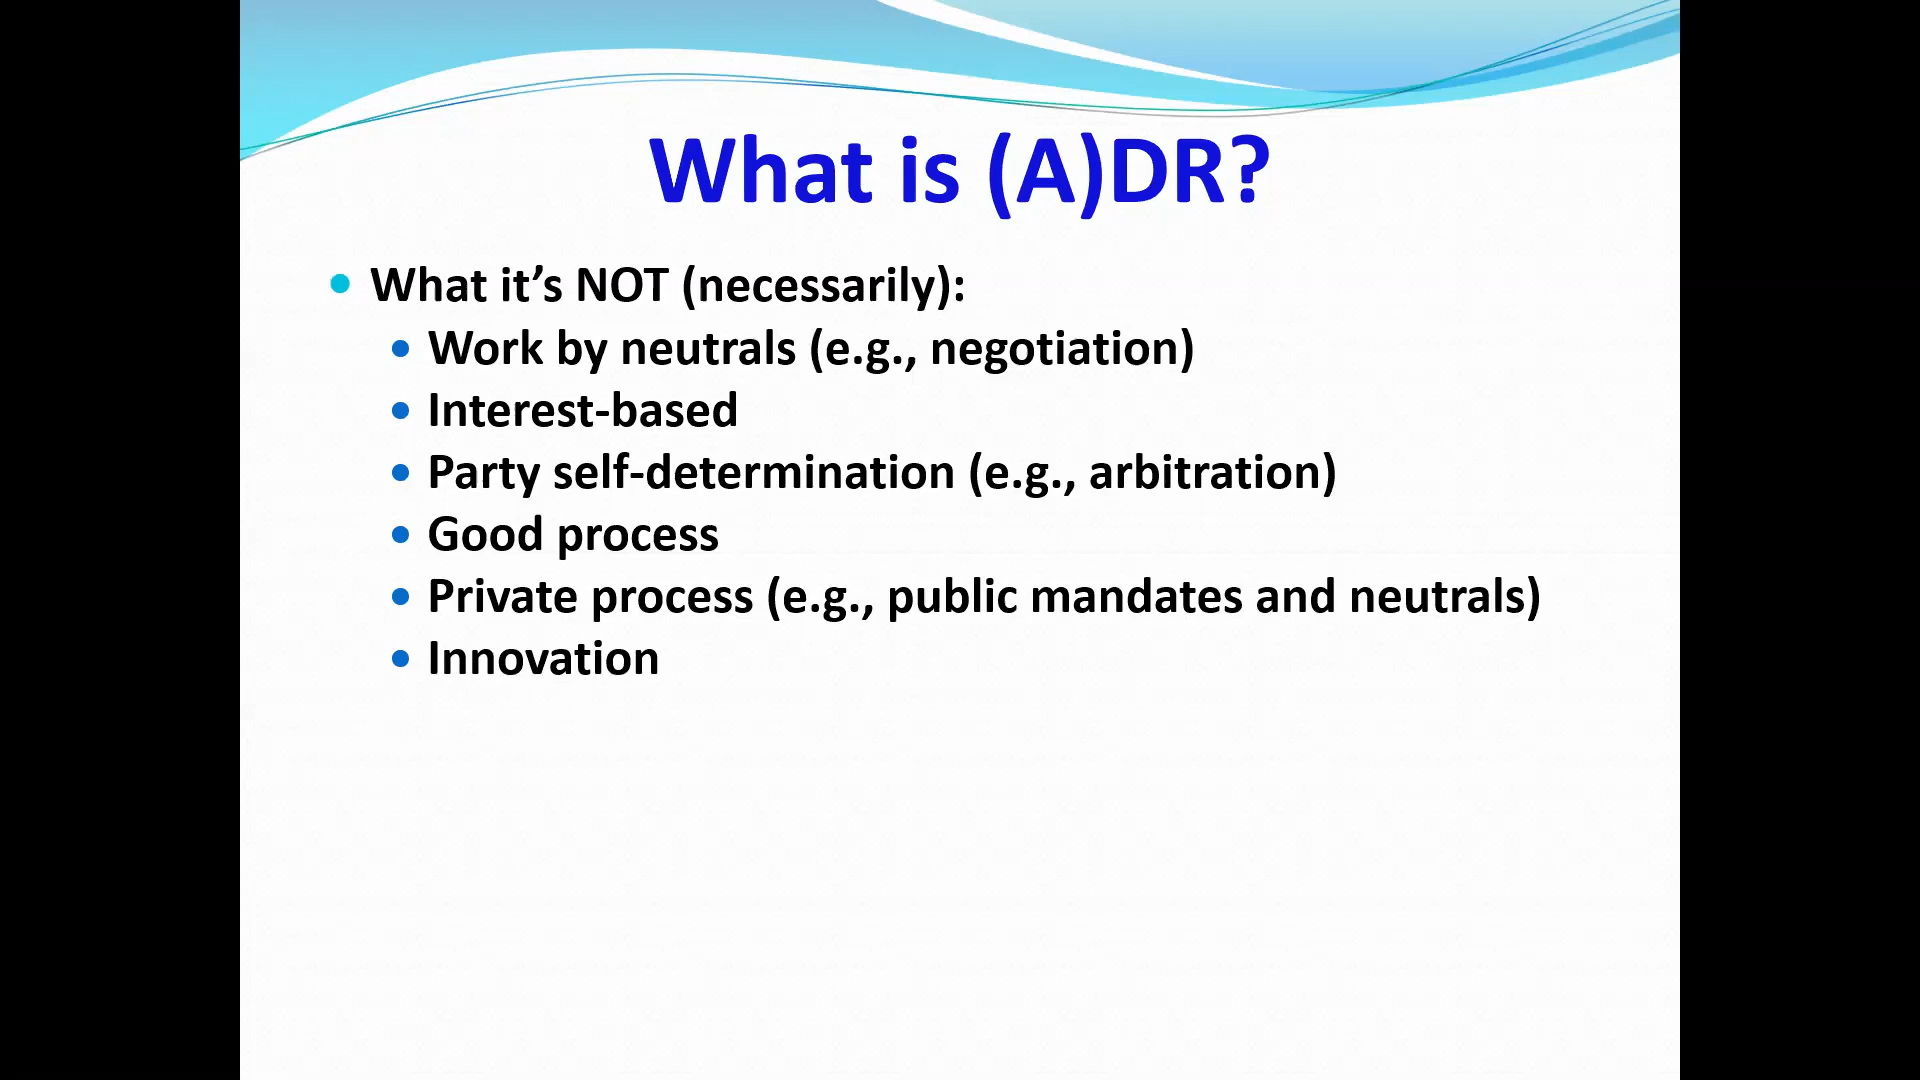 What is (A)DR?
What it’s NOT (necessarily):
Work by neutrals (e.g., negotiation)
Interest-based
Party self-determination (e.g., arbitration)
Good process
Private process (e.g., public mandates and neutrals)
Innovation